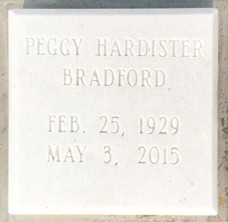 PEGGY HARDISTER
BRADFORD
FEB. 25, 1929
MAY 3, 2015